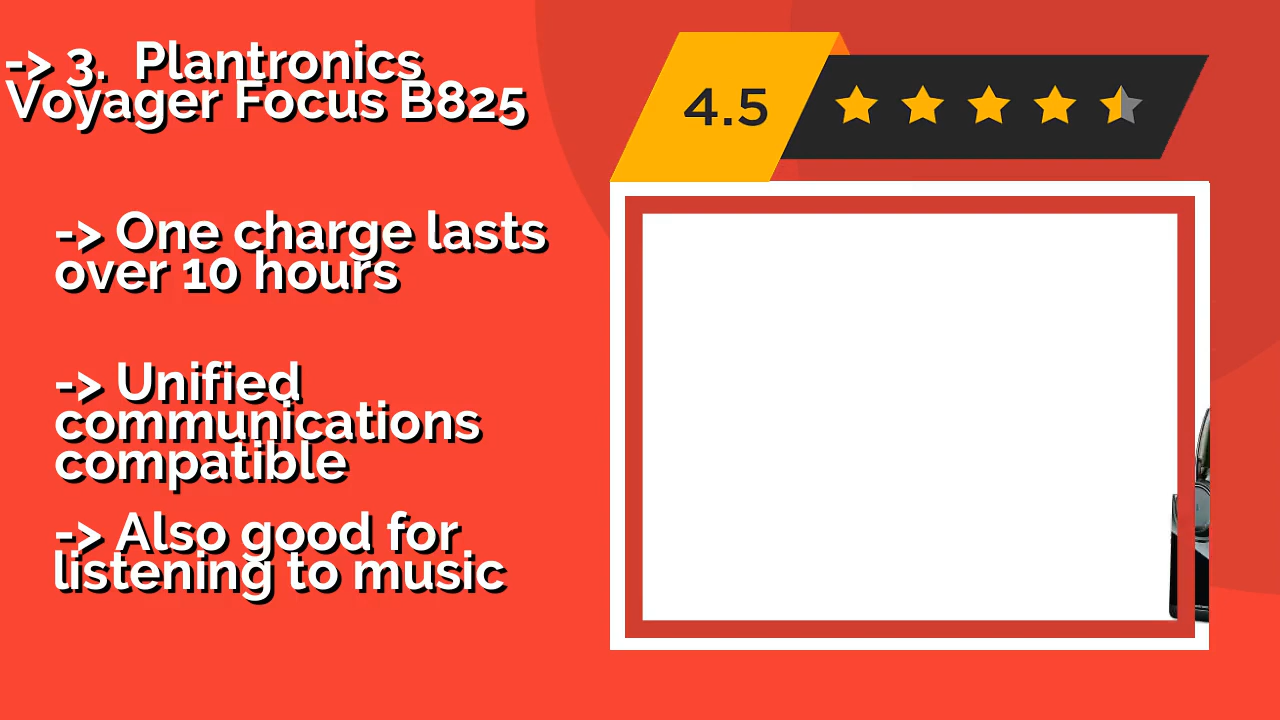 -> 3.  Plantronics
Voyager Focus B825
4.5
-> One charge lasts
over 10 hours
-> Unified
communications
compatible
-> Also good for
listening to music